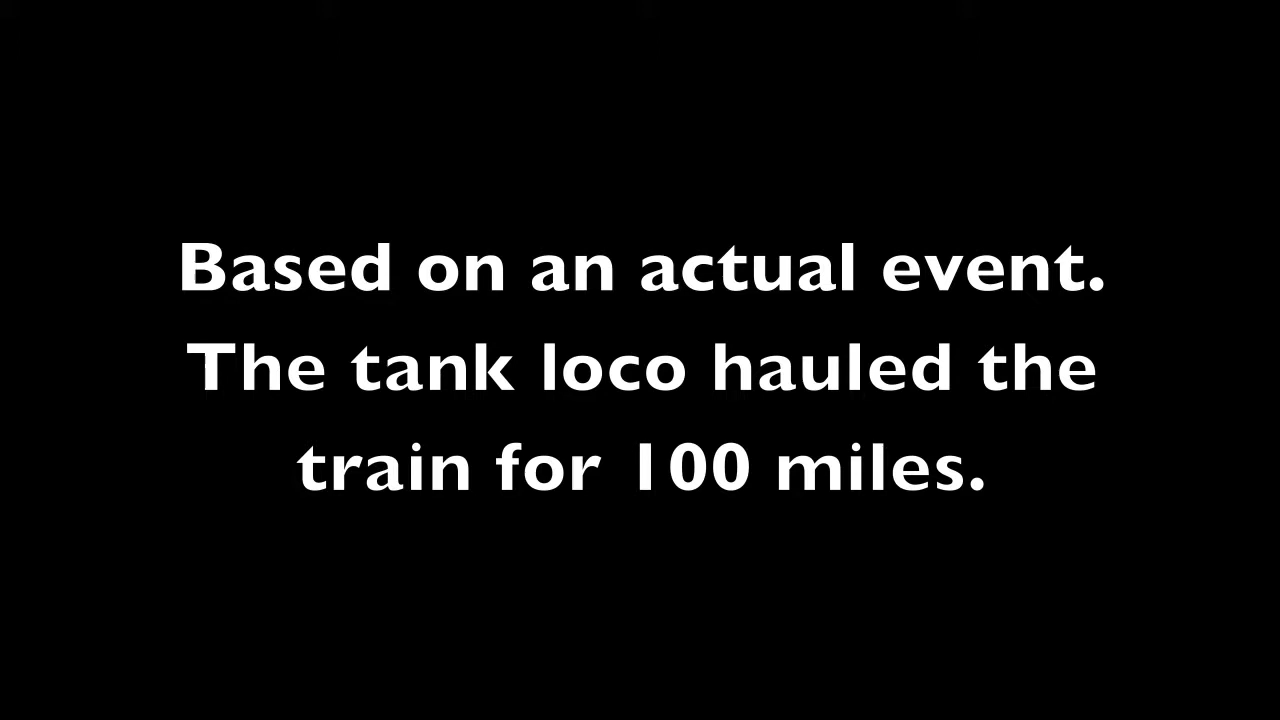 Based on an actual event.
The tank loco hauled the
train for 100 miles.